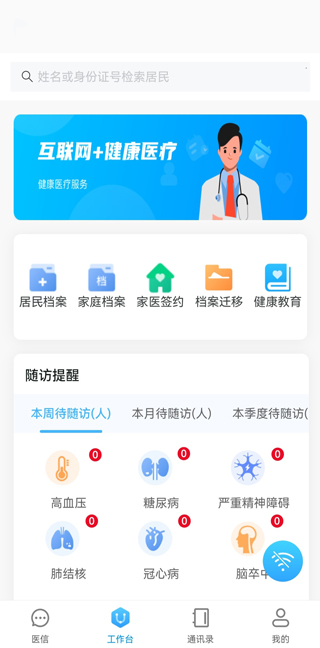 姓名或身份证号检索居民
互联网+健康医疗
健康医疗服务
居民档案 家庭档案 家医签约 档案迁移 健康教育
档
随访提醒
本周待随访(人) 本月待随访(人) 本季度待随访(
0 0 0
高血压 糖尿病 严重精神障碍
0 0 0
肺结核 冠心病 脑卒中
医信 工作台 通讯录 我的